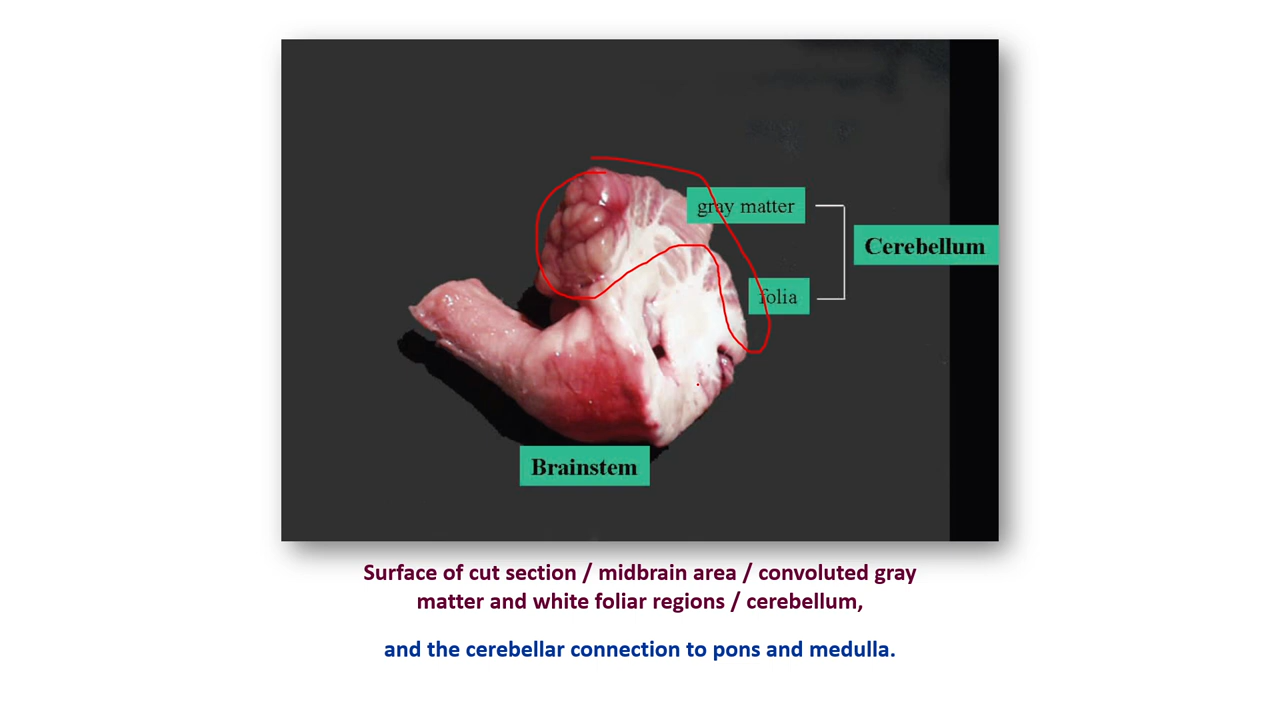 gray matter
Cerebellum
folia
Brainstem
Surface of cut section / midbrain area / convoluted gray
matter and white foliar regions / cerebellum,
and the cerebellar connection to pons and medulla.